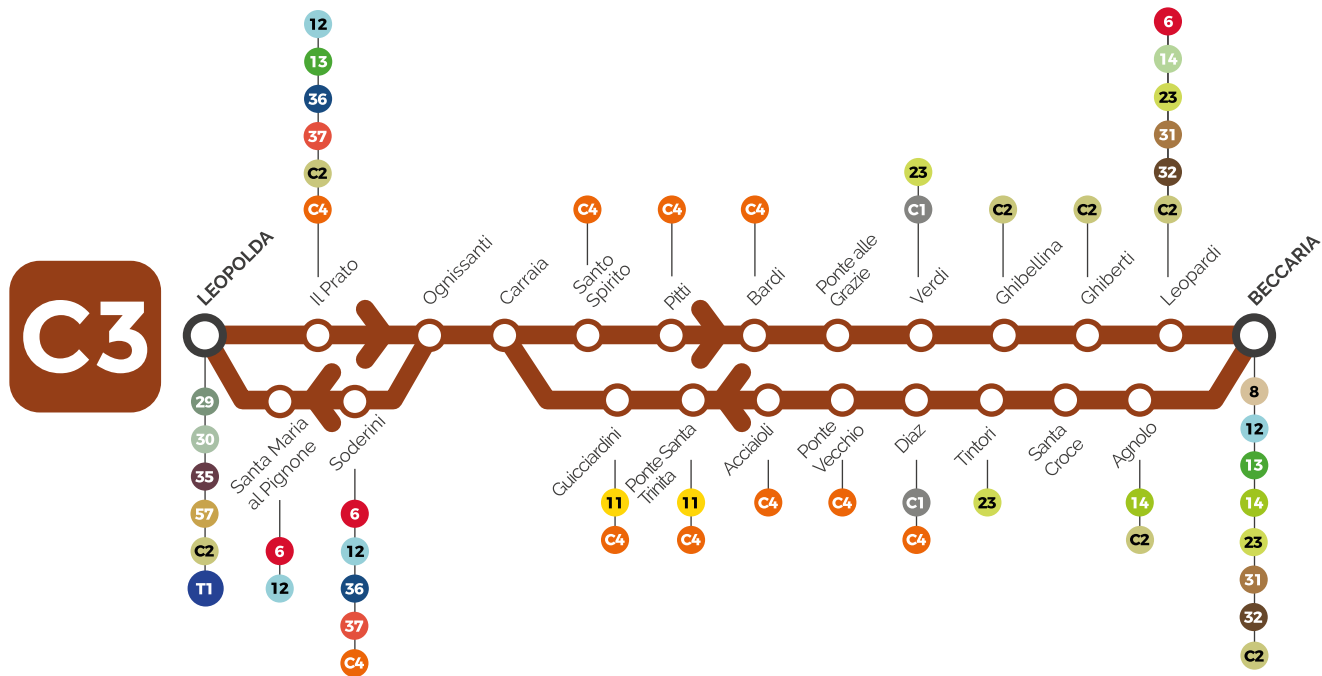 C3
LEOPOLDA
29
30
35
57
C2
T1
12
13
36
37
C2
C4
Il Prato
Ognissanti
Carraia
C4
Santo
Spirito
C4
Pitti
C4
Bardi
Ponte alle
Grazie
23
C1
Verdi
C2
Ghibellina
C2
Ghiberti
6
14
23
31
32
C2
Leopardi
BECCARIA
8
12
13
14
23
31
32
C2
Santa Maria
al Pignone
6
12
Soderini
6
12
36
37
C4
Guicciardini
11
C4
Ponte Santa
Trinita
11
C4
Acciaioli
C4
Ponte
Vecchio
C4
Diaz
C1
C4
Tintori
23
Santa
Croce
Agnolo
14
C2